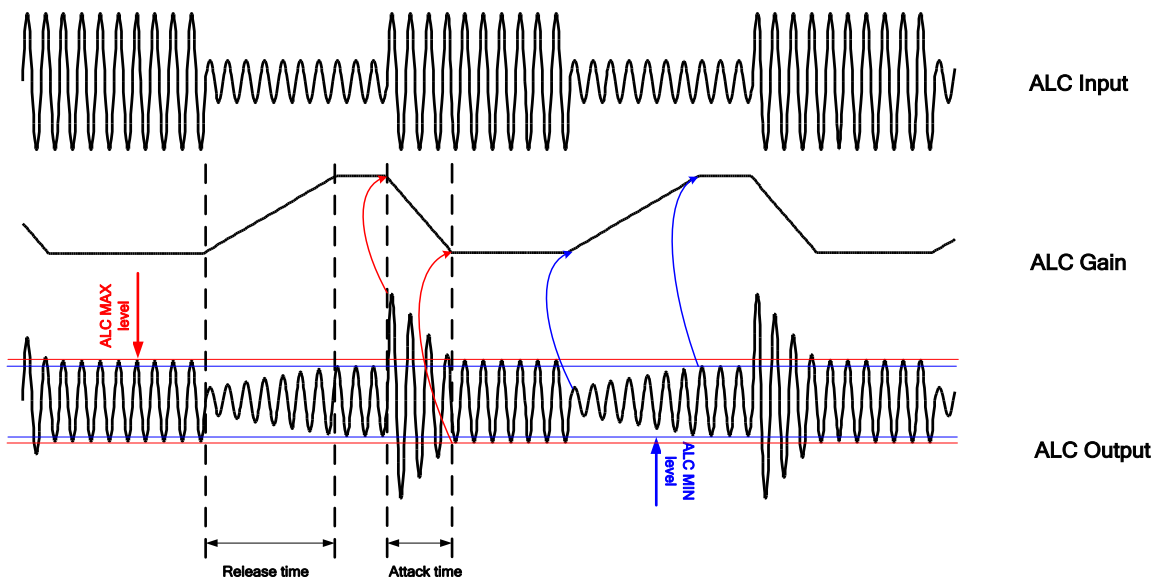 ALC Input
ALC Gain
ALC MAX
level
ALC Output
ALC MIN
level
Release time
Attack time